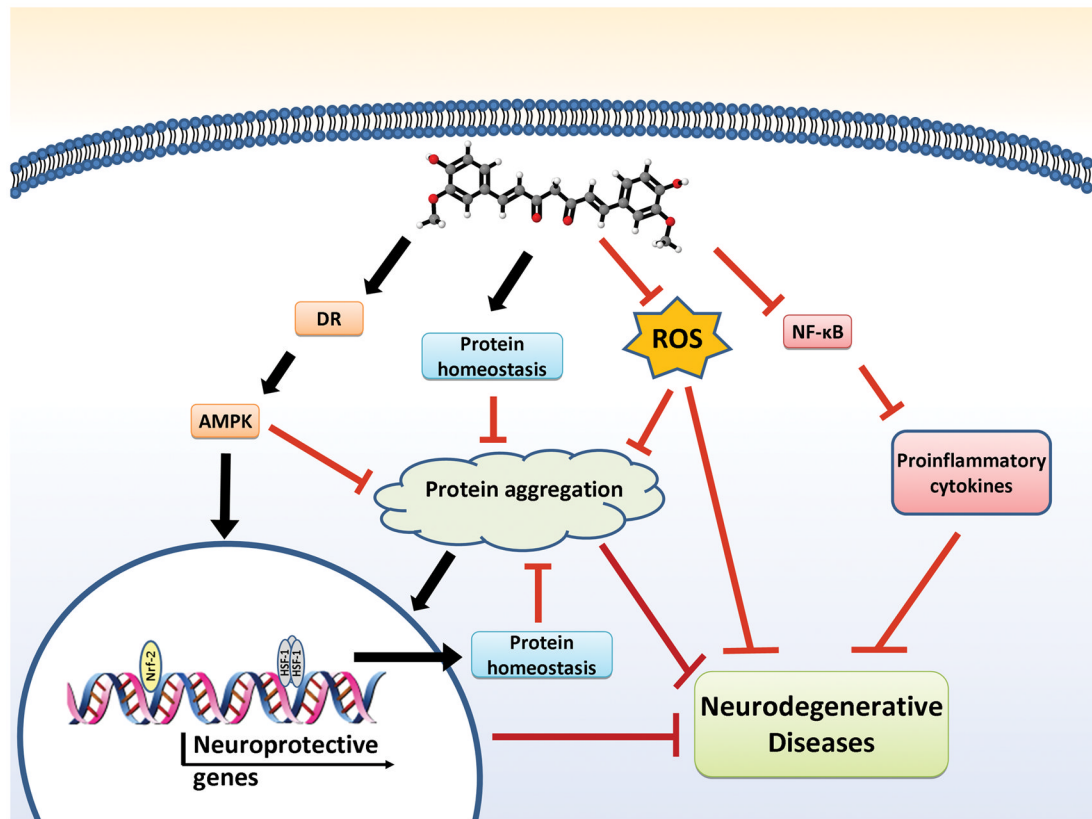 DR
Protein
homeostasis
ROS
NF-κB
AMPK
Protein aggregation
Proinflammatory
cytokines
Nrf-2
HSF-1
HSF-1
Protein
homeostasis
Neuroprotective
genes
Neurodegenerative
Diseases